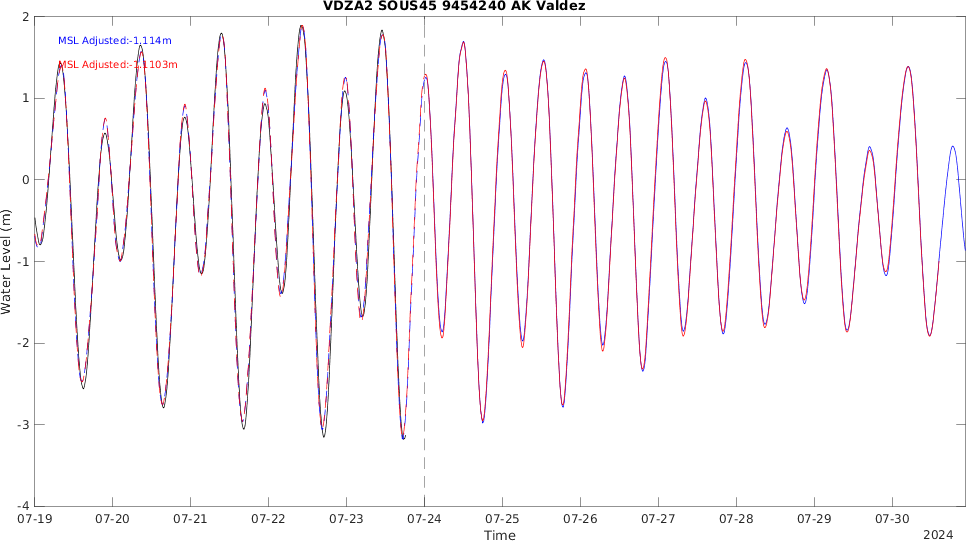 VDZA2 SOUS45 9454240 AK Valdez
MSL Adjusted:-1.114m
MSL Adjusted:-1.1103m
Water Level (m)
2
1
0
-1
-2
-3
-4
07-19 07-20 07-21 07-22 07-23 07-24 07-25 07-26 07-27 07-28 07-29 07-30
Time
2024